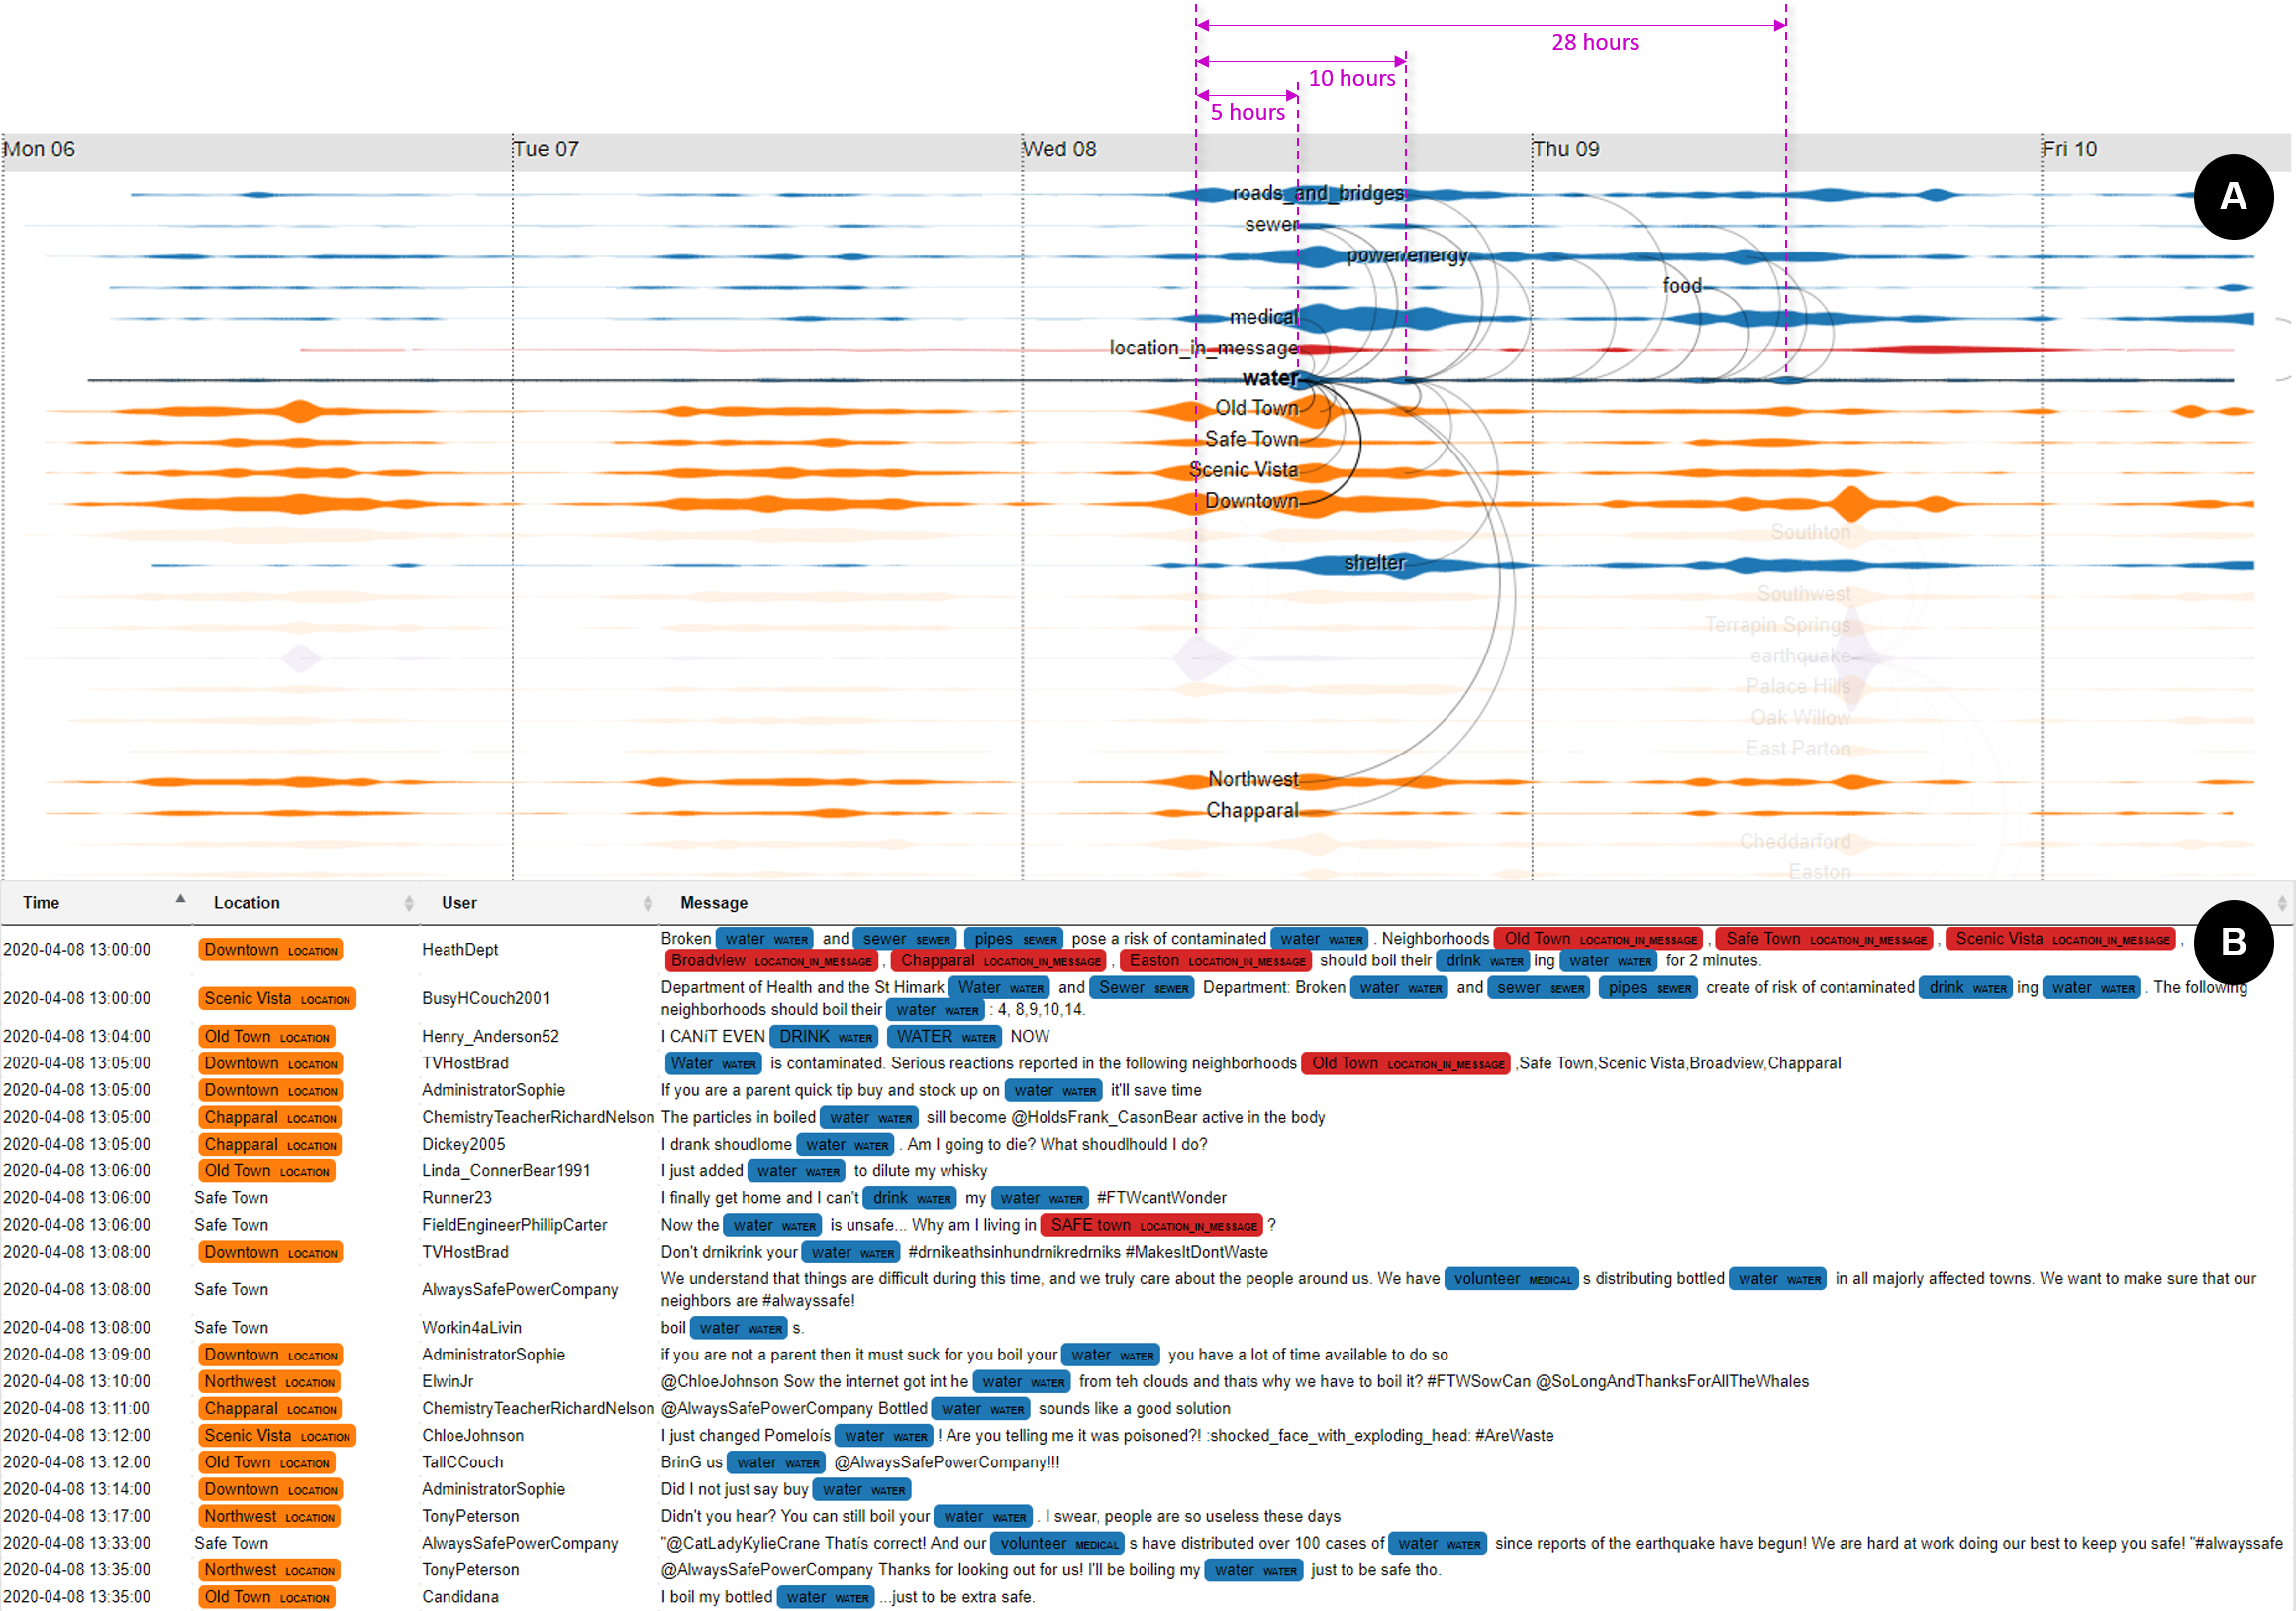 28 hours
10 hours
5 hours
Mon 06 Tue 07 Wed 08 Thu 09 Fri 10
A
roads_and_bridges
sewer
power/energy
food
medical
location_in_message
water
Old Town
Safe Town
Scenic Vista
Downtown
Southton
shelter
Southwest
Terrapin Springs
earthquake
Palace Hills
Oak Willow
East Parton
Northwest
Chapparal
Cheddarford
Easton
Time Location User Message
B
2020-04-08 13:00:00 Downtown LOCATION HeathDept Broken water WATER and sewer SEWER pipes SEWER pose a risk of contaminated water WATER . Neighborhoods Old Town LOCATION_IN_MESSAGE , Safe Town LOCATION_IN_MESSAGE , Scenic Vista LOCATION_IN_MESSAGE ,
Broadview LOCATION_IN_MESSAGE , Chapparal LOCATION_IN_MESSAGE , Easton LOCATION_IN_MESSAGE should boil their drink WATER ing water WATER for 2 minutes.
2020-04-08 13:00:00 Scenic Vista LOCATION BusyHCouch2001 Department of Health and the St Himark Water WATER and Sewer SEWER Department: Broken water WATER and sewer SEWER pipes SEWER create of risk of contaminated drink WATER ing water WATER . The following
neighborhoods should boil their water WATER : 4, 8,9,10,14.
2020-04-08 13:04:00 Old Town LOCATION Henry_Anderson52 I CANíT EVEN DRINK WATER WATER WATER NOW
2020-04-08 13:05:00 Downtown LOCATION TVHostBrad Water WATER is contaminated. Serious reactions reported in the following neighborhoods Old Town LOCATION_IN_MESSAGE ,Safe Town,Scenic Vista,Broadview,Chapparal
2020-04-08 13:05:00 Downtown LOCATION AdministratorSophie If you are a parent quick tip buy and stock up on water WATER it'll save time
2020-04-08 13:05:00 Chapparal LOCATION ChemistryTeacherRichardNelson The particles in boiled water WATER sill become @HoldsFrank_CasonBear active in the body
2020-04-08 13:05:00 Chapparal LOCATION Dickey2005 I drank shoudlome water WATER . Am I going to die? What shoudlhould I do?
2020-04-08 13:06:00 Old Town LOCATION Linda_ConnerBear1991 I just added water WATER to dilute my whisky
2020-04-08 13:06:00 Safe Town Runner23 I finally get home and I can't drink WATER my water WATER #FTWcantWonder
2020-04-08 13:06:00 Safe Town FieldEngineerPhillipCarter Now the water WATER is unsafe... Why am I living in SAFE town LOCATION_IN_MESSAGE ?
2020-04-08 13:08:00 Downtown LOCATION TVHostBrad Don't drnikrink your water WATER #drnikeathsinhundrnikredrniks #MakesItDontWaste
2020-04-08 13:08:00 Safe Town AlwaysSafePowerCompany We understand that things are difficult during this time, and we truly care about the people around us. We have volunteer MEDICAL s distributing bottled water WATER in all majorly affected towns. We want to make sure that our
neighbors are #alwayssafe!
2020-04-08 13:08:00 Safe Town Workin4aLivin boil water WATER s.
2020-04-08 13:09:00 Downtown LOCATION AdministratorSophie if you are not a parent then it must suck for you boil your water WATER you have a lot of time available to do so
2020-04-08 13:10:00 Northwest LOCATION ElwinJr @ChloeJohnson Sow the internet got int he water WATER from teh clouds and thats why we have to boil it? #FTWSowCan @SoLongAndThanksForAllTheWhales
2020-04-08 13:11:00 Chapparal LOCATION ChemistryTeacherRichardNelson @AlwaysSafePowerCompany Bottled water WATER sounds like a good solution
2020-04-08 13:12:00 Scenic Vista LOCATION ChloeJohnson I just changed Pomeloís water WATER ! Are you telling me it was poisoned?! :shocked_face_with_exploding_head: #AreWaste
2020-04-08 13:12:00 Old Town LOCATION TallCCouch BrinG us water WATER @AlwaysSafePowerCompany!!!
2020-04-08 13:14:00 Downtown LOCATION AdministratorSophie Did I not just say buy water WATER
2020-04-08 13:17:00 Northwest LOCATION TonyPeterson Didn't you hear? You can still boil your water WATER . I swear, people are so useless these days
2020-04-08 13:33:00 Safe Town AlwaysSafePowerCompany "@CatLadyKylieCrane Thatís correct! And our volunteer MEDICAL s have distributed over 100 cases of water WATER since reports of the earthquake have begun! We are hard at work doing our best to keep you safe! "#alwayssafe
2020-04-08 13:35:00 Northwest LOCATION TonyPeterson @AlwaysSafePowerCompany Thanks for looking out for us! I'll be boiling my water WATER just to be safe tho.
2020-04-08 13:35:00 Old Town LOCATION Candidana I boil my bottled water WATER ...just to be extra safe.